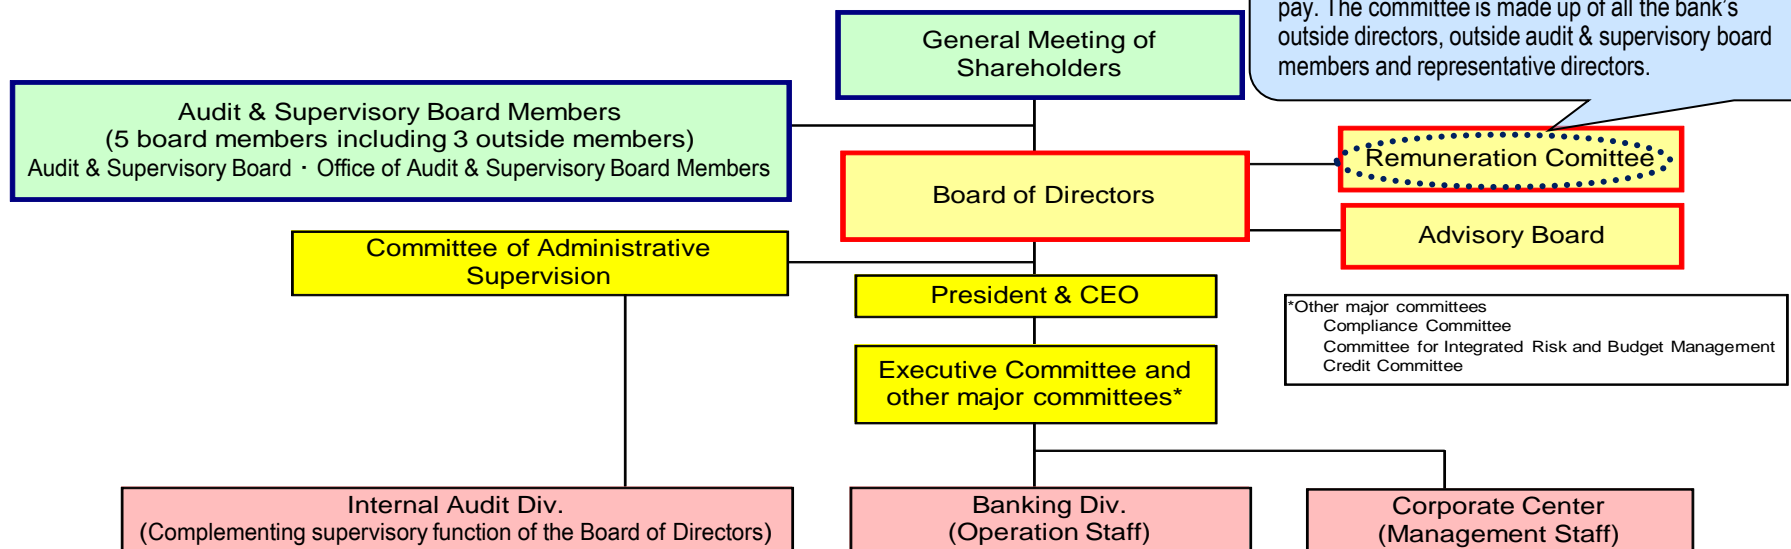 pay. The committee is made up of all the bank's
outside directors, outside audit & supervisory board
members and representative directors.
General Meeting of
Shareholders
Audit & Supervisory Board Members
(5 board members including 3 outside members)
Audit & Supervisory Board・Office of Audit & Supervisory Board Members
Remuneration Comittee
Board of Directors
Advisory Board
Committee of Administrative
Supervision
President & CEO
*Other major committees
Compliance Committee
Committee for Integrated Risk and Budget Management
Credit Committee
Executive Committee and
other major committees*
Internal Audit Div.
(Complementing supervisory function of the Board of Directors)
Banking Div.
(Operation Staff)
Corporate Center
(Management Staff)